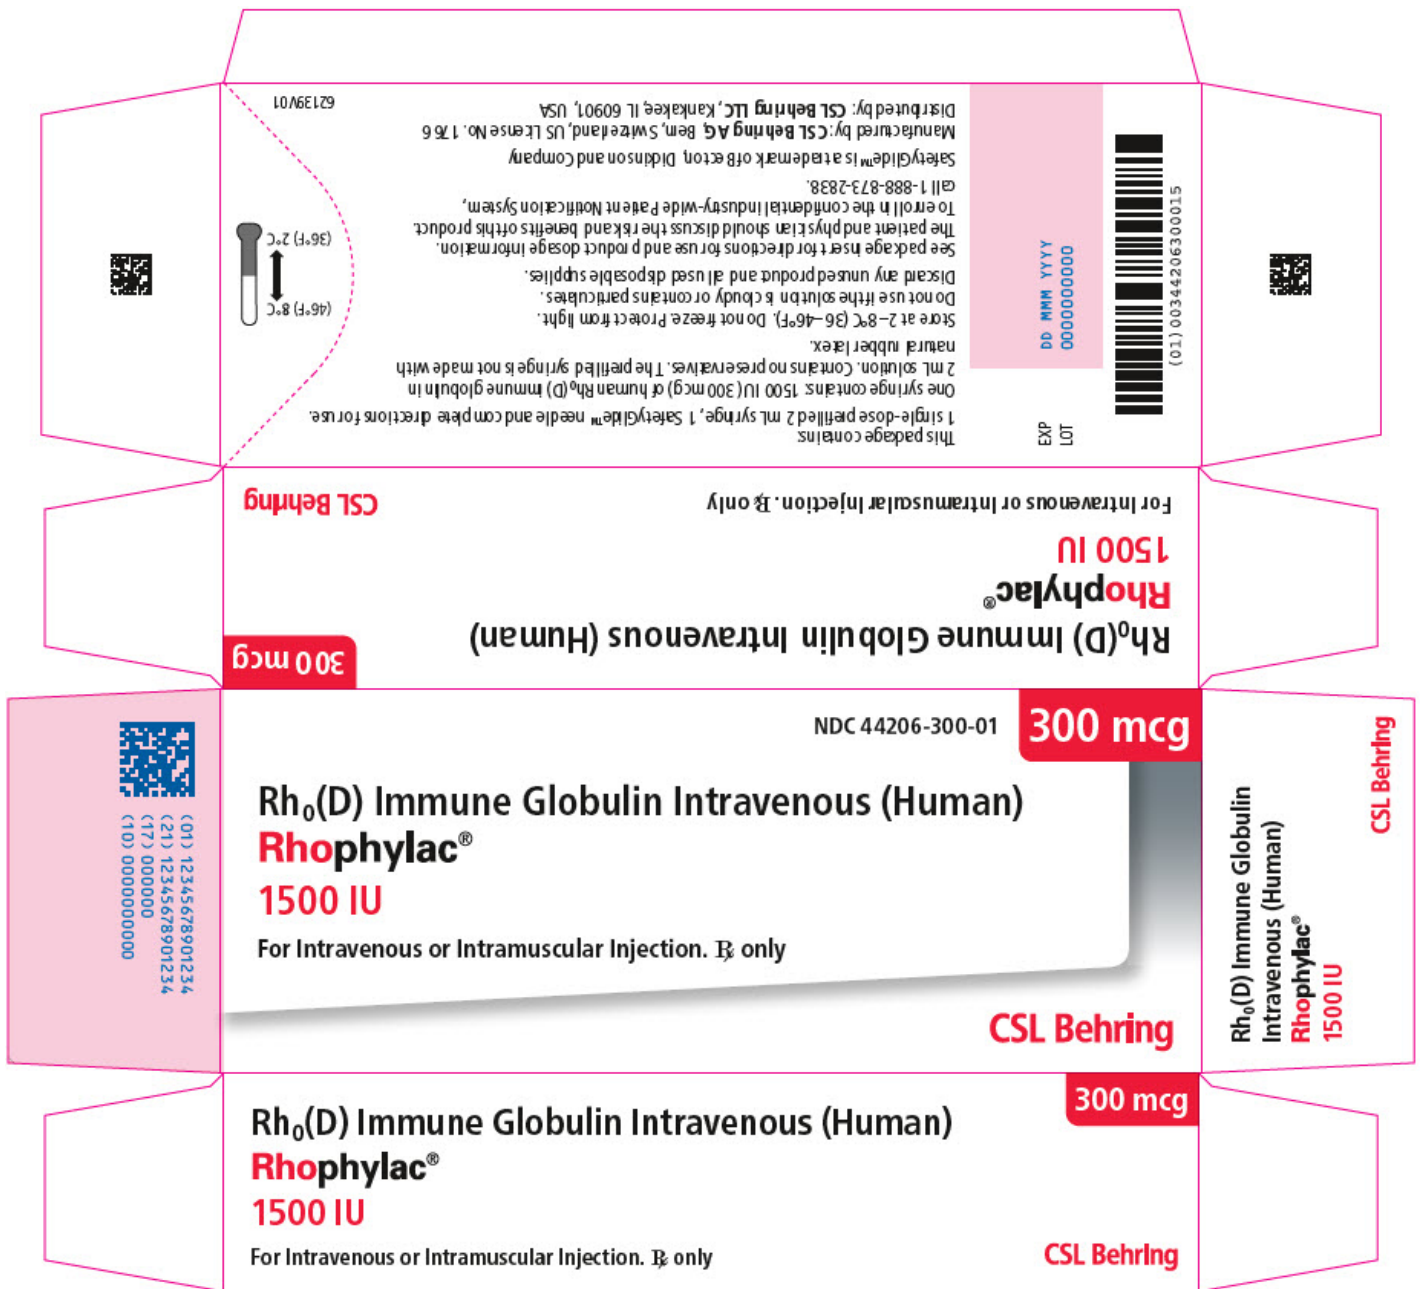 This package contains:
1 single-dose prefilled 2 mL syringe, 1 SafetyGlide™ needle and complete directions for use.
One syringe contains: 1500 IU (300 mcg) of human Rh₀(D) immune globulin in
2 mL solution. Contains no preservatives. The prefilled syringe is not made with
natural rubber latex.
Store at 2–8°C (36–46°F). Do not freeze. Protect from light.
Do not use if the solution is cloudy or contains particulates.
Discard any unused product and all used disposable supplies.
See package insert for directions for use and product dosage information.
The patient and physician should discuss the risk and benefits of this product.
To enroll in the confidential industry-wide Patient Notification System,
call 1-888-873-2838.
SafetyGlide™ is a trademark of Becton, Dickinson and Company
Manufactured by: CSL Behring AG, Bern, Switzerland, US License No. 1766
Distributed by: CSL Behring LLC, Kankakee, IL 60901, USA
62139V01
(46°F) 8°C
(36°F) 2°C
EXP DD MMM YYYY
LOT 0000000000
(01)00344206300015
300 mcg
Rh₀(D) Immune Globulin Intravenous (Human)
Rhophylac®
1500 IU
For Intravenous or Intramuscular Injection. ℞ only
CSL Behring
(01) 12345678901234
(21) 12345678901234
(17) 000000
(10) 0000000000
NDC 44206-300-01
300 mcg
Rh₀(D) Immune Globulin Intravenous (Human)
Rhophylac®
1500 IU
For Intravenous or Intramuscular Injection. ℞ only
CSL Behring
Rh₀(D) Immune Globulin
Intravenous (Human)
Rhophylac®
1500 IU
CSL Behring
300 mcg
Rh₀(D) Immune Globulin Intravenous (Human)
Rhophylac®
1500 IU
For Intravenous or Intramuscular Injection. ℞ only
CSL Behring